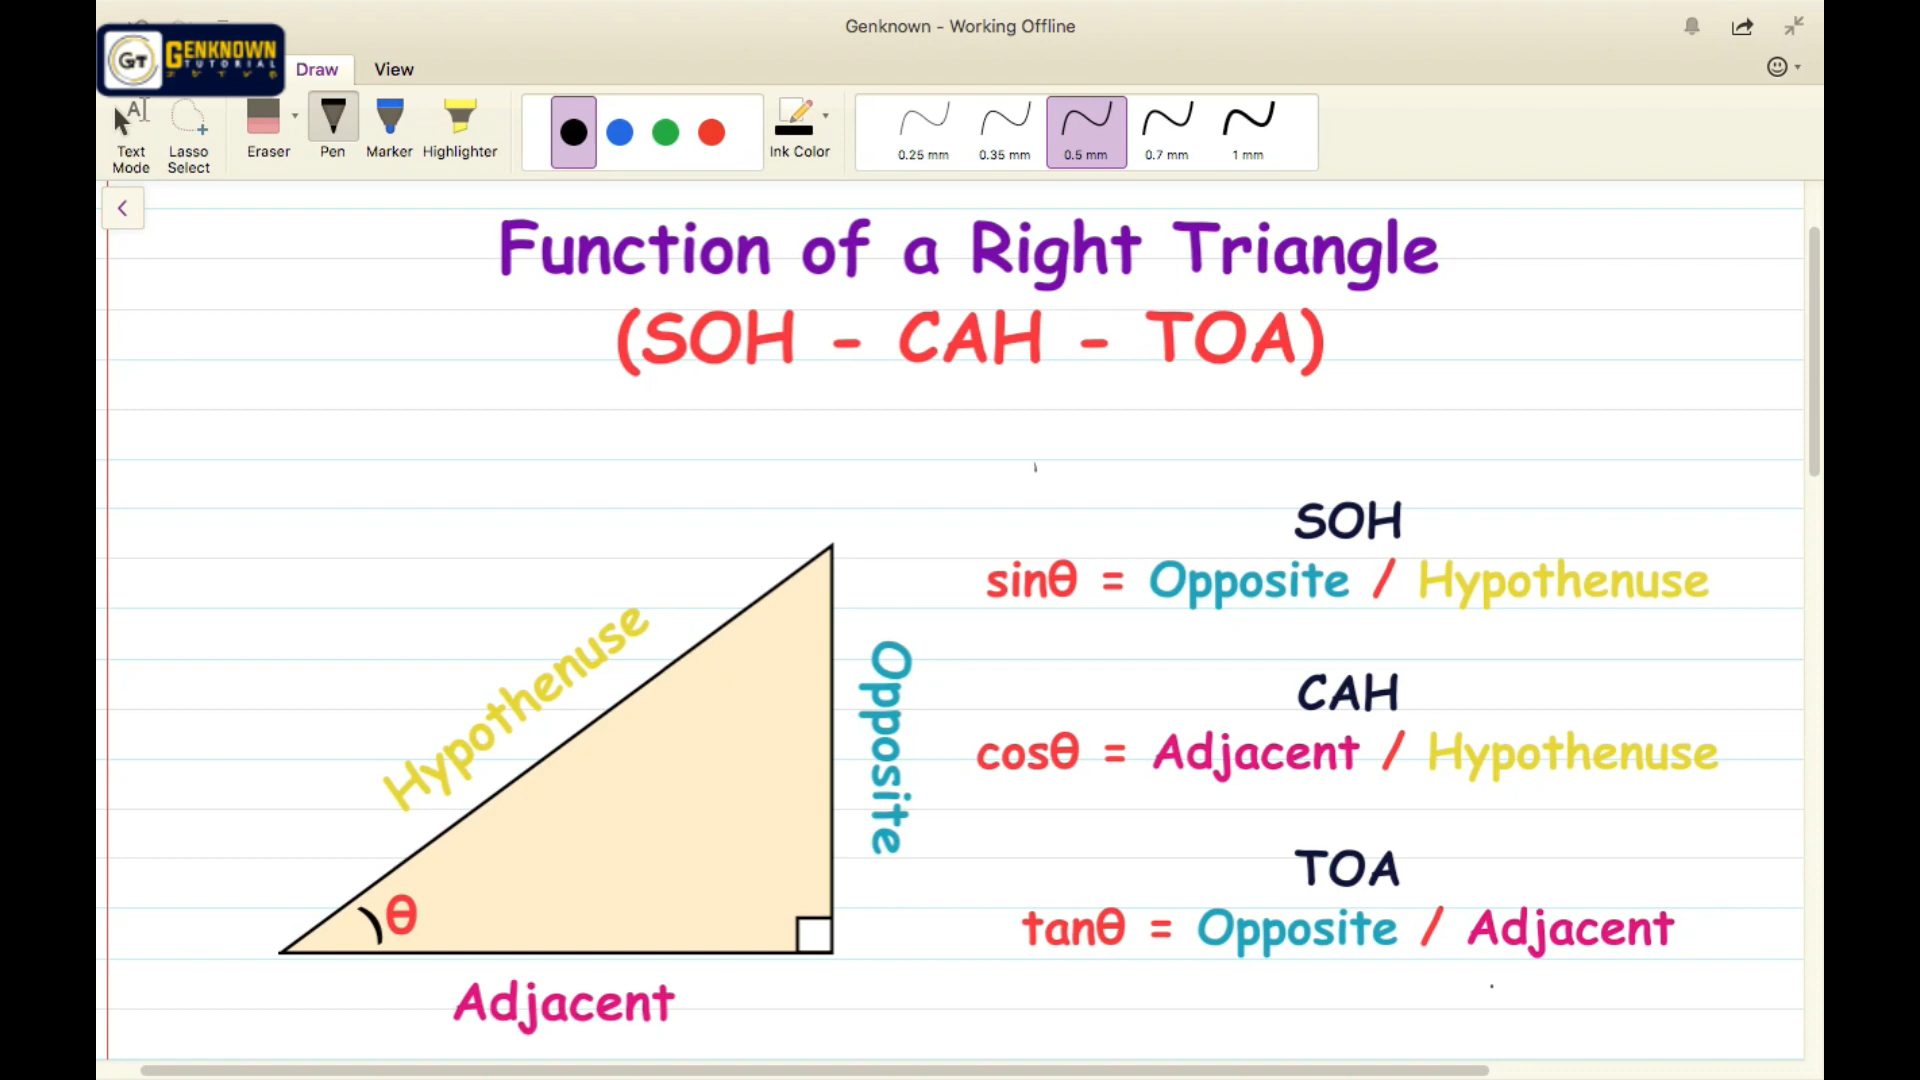 Genknown - Working Offline
GT GENKNOWN
TUTORIAL
Draw View
Text Mode
Lasso Select
Eraser
Pen
Marker
Highlighter
Ink Color
0.25 mm
0.35 mm
0.5 mm
0.7 mm
1 mm
Function of a Right Triangle
(SOH - CAH - TOA)
Hypothenuse
Opposite
θ
Adjacent
SOH
sinθ = Opposite / Hypothenuse
CAH
cosθ = Adjacent / Hypothenuse
TOA
tanθ = Opposite / Adjacent